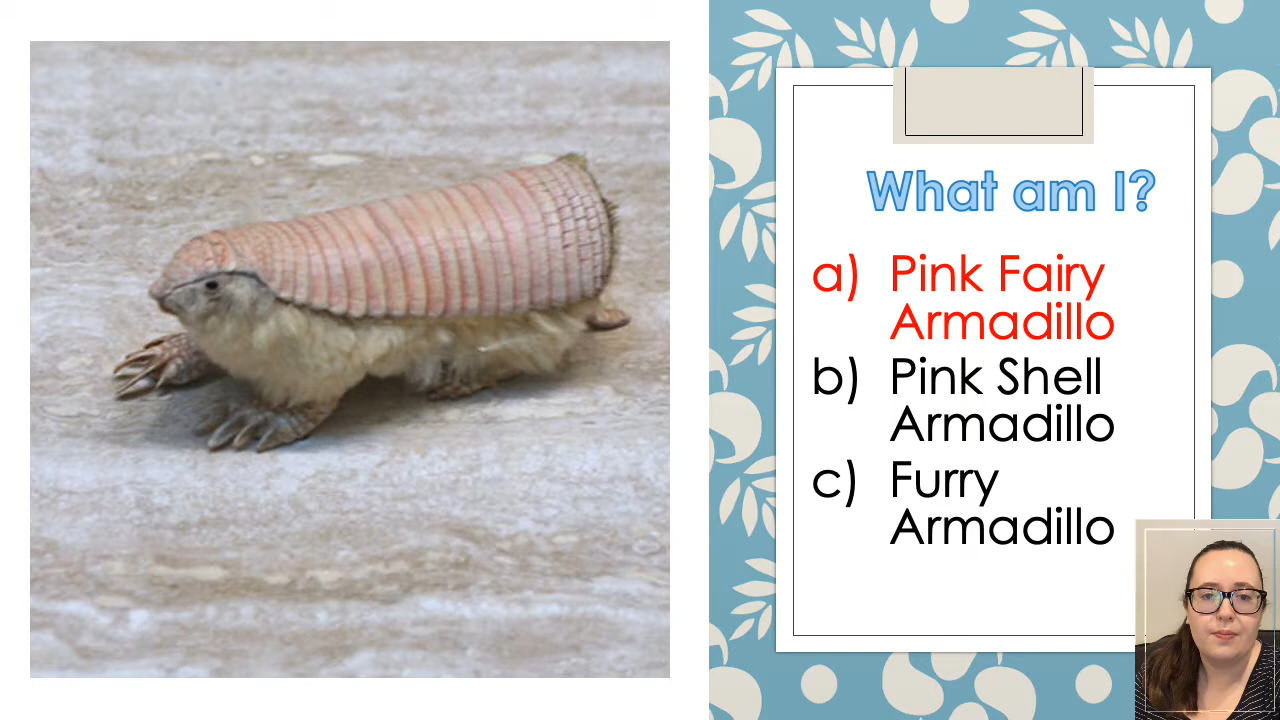 What am I?
a) Pink Fairy
Armadillo
b) Pink Shell
Armadillo
c) Furry
Armadillo